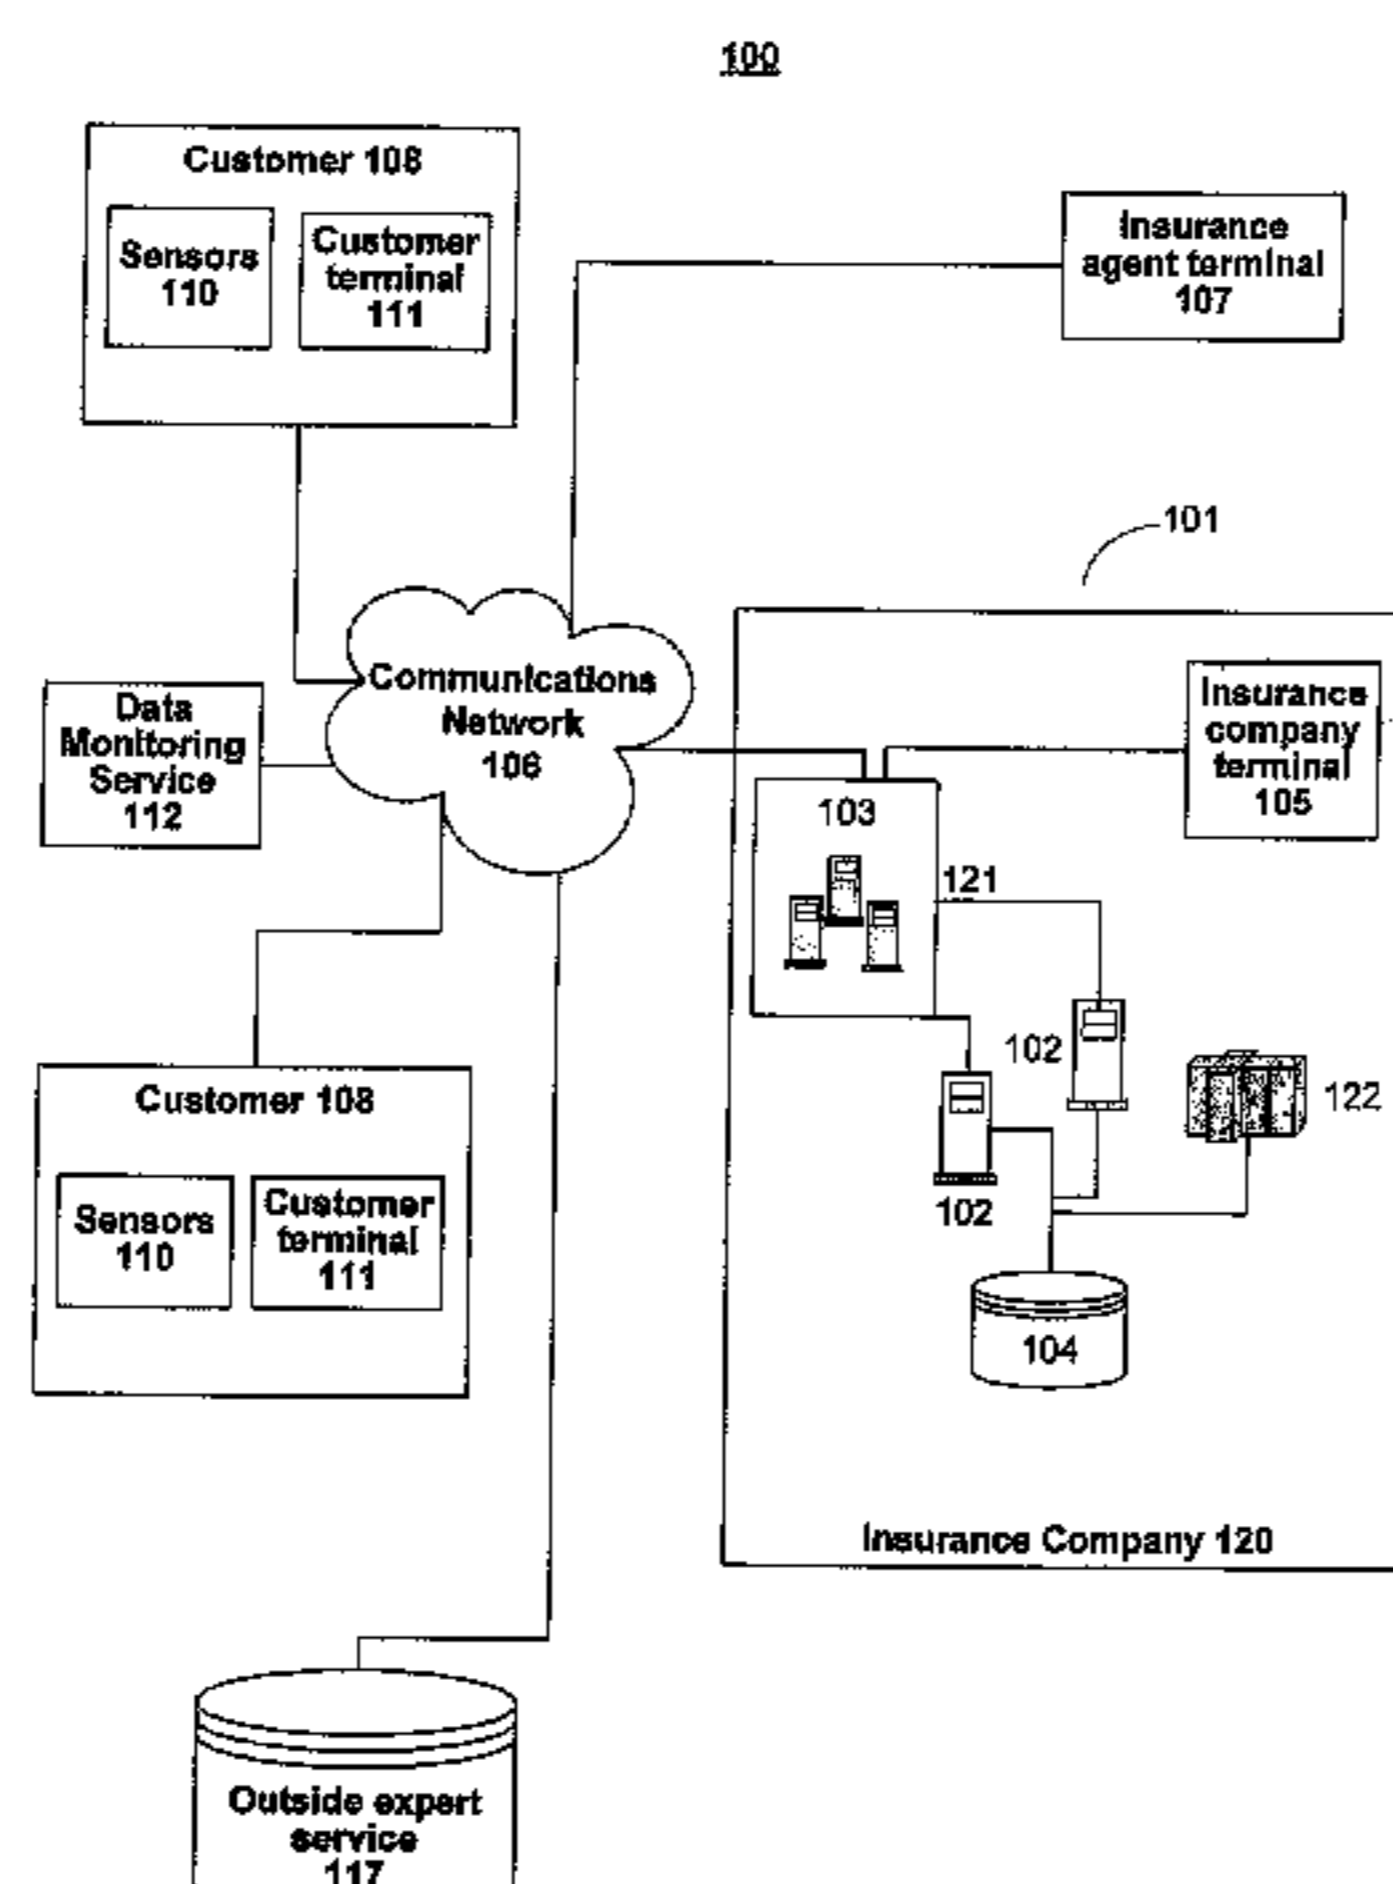 100
Customer 108
Sensors
110
Customer
terminal
111
Insurance
agent terminal
107
101
Communications
Network
106
Data
Monitoring
Service
112
Insurance
company
terminal
105
103
121
102
122
102
104
Customer 108
Sensors
110
Customer
terminal
111
Insurance Company 120
Outside expert
service
117